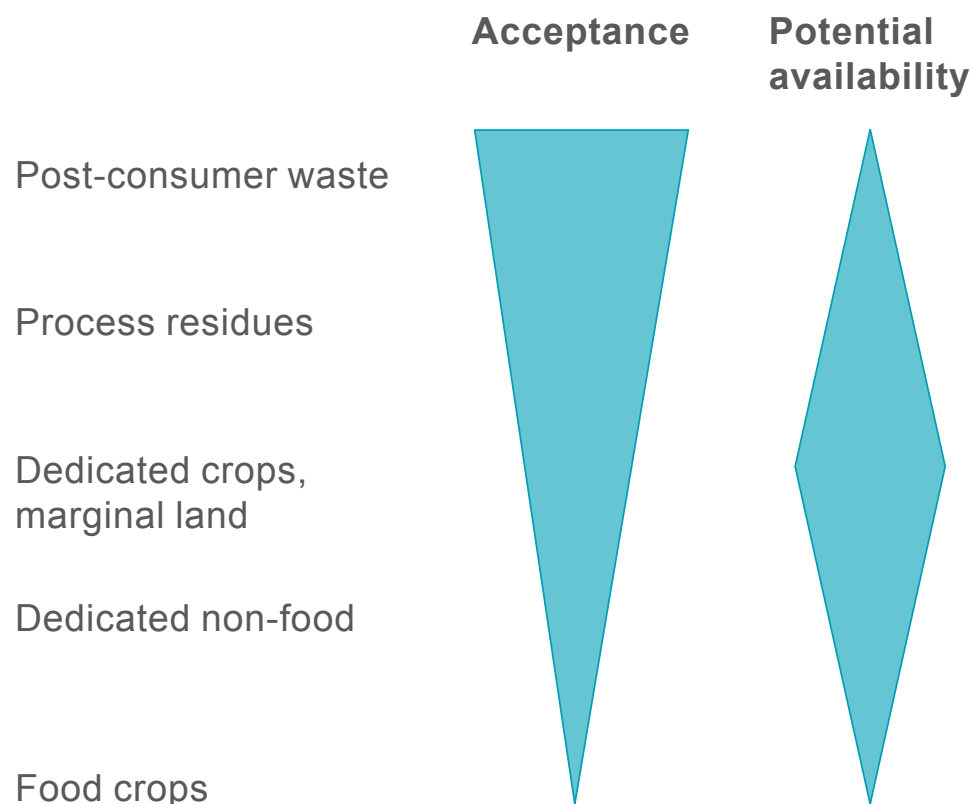 Acceptance
Potential
availability
Post-consumer waste
Process residues
Dedicated crops,
marginal land
Dedicated non-food
Food crops